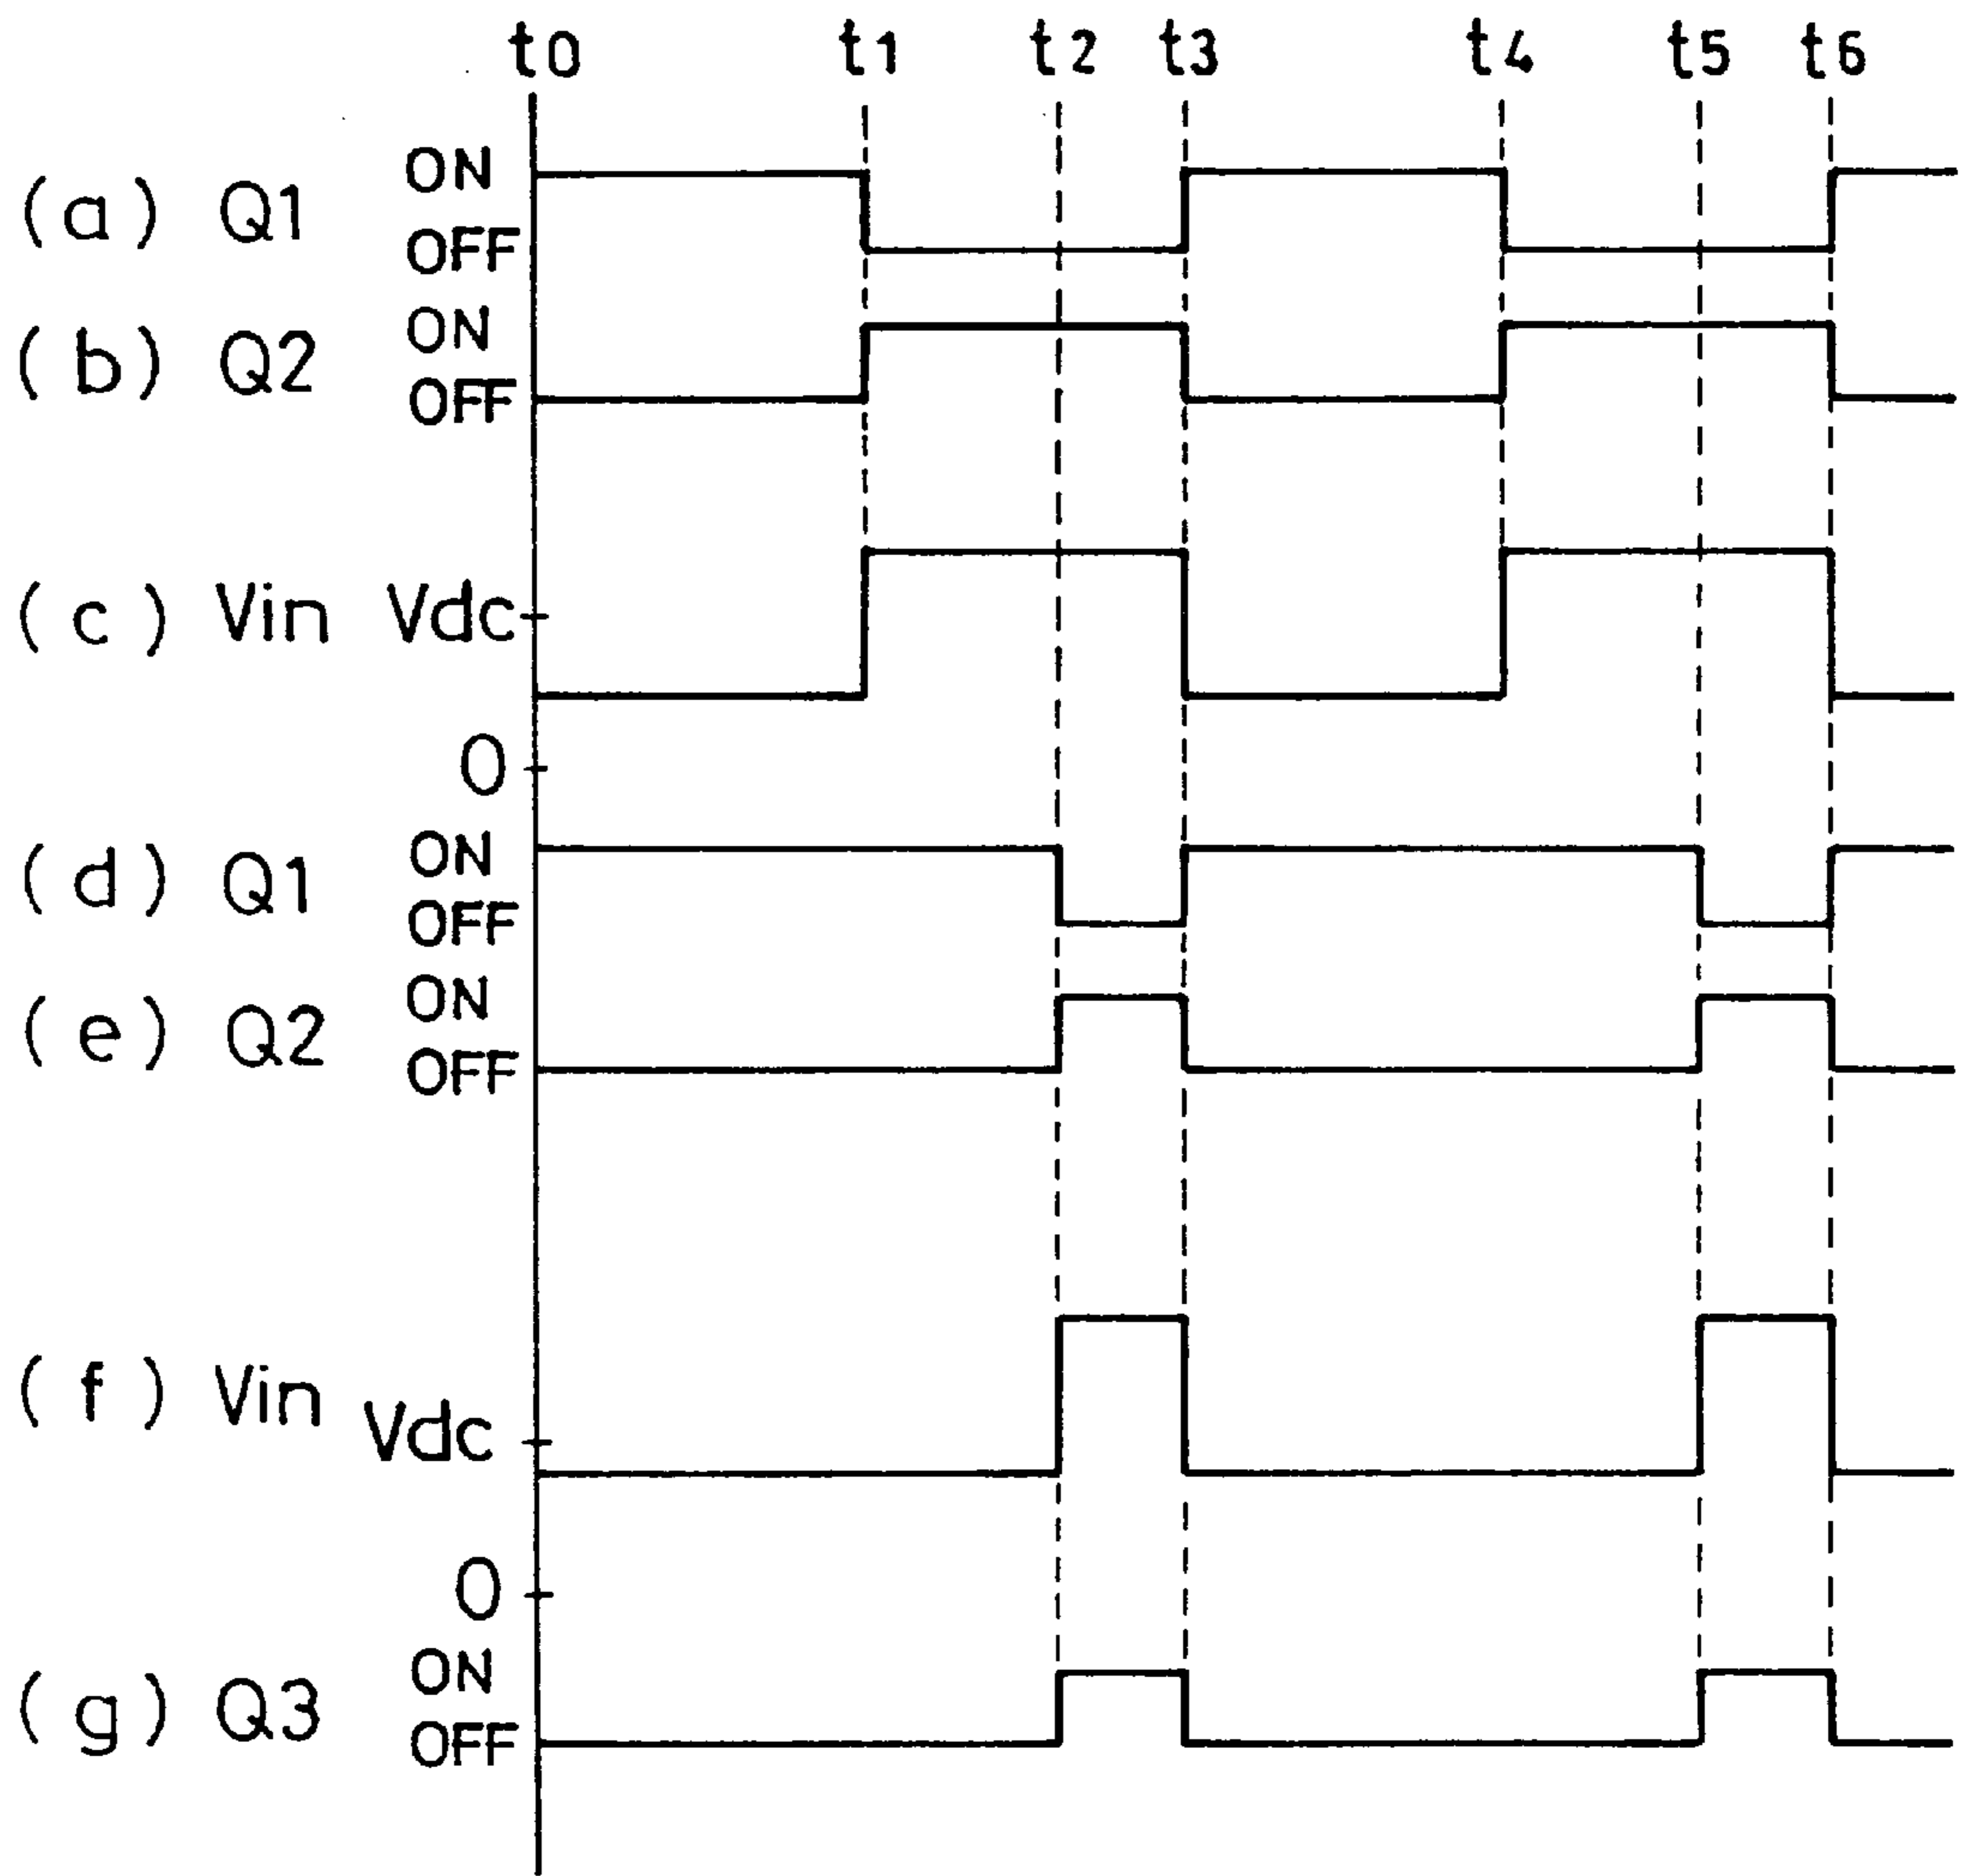 t0 t1 t2 t3 t4 t5 t6
(a) Q1 ON
OFF
(b) Q2 ON
OFF
(c) Vin Vdc
0
(d) Q1 ON
OFF
(e) Q2 ON
OFF
(f) Vin Vdc
0
(g) Q3 ON
OFF